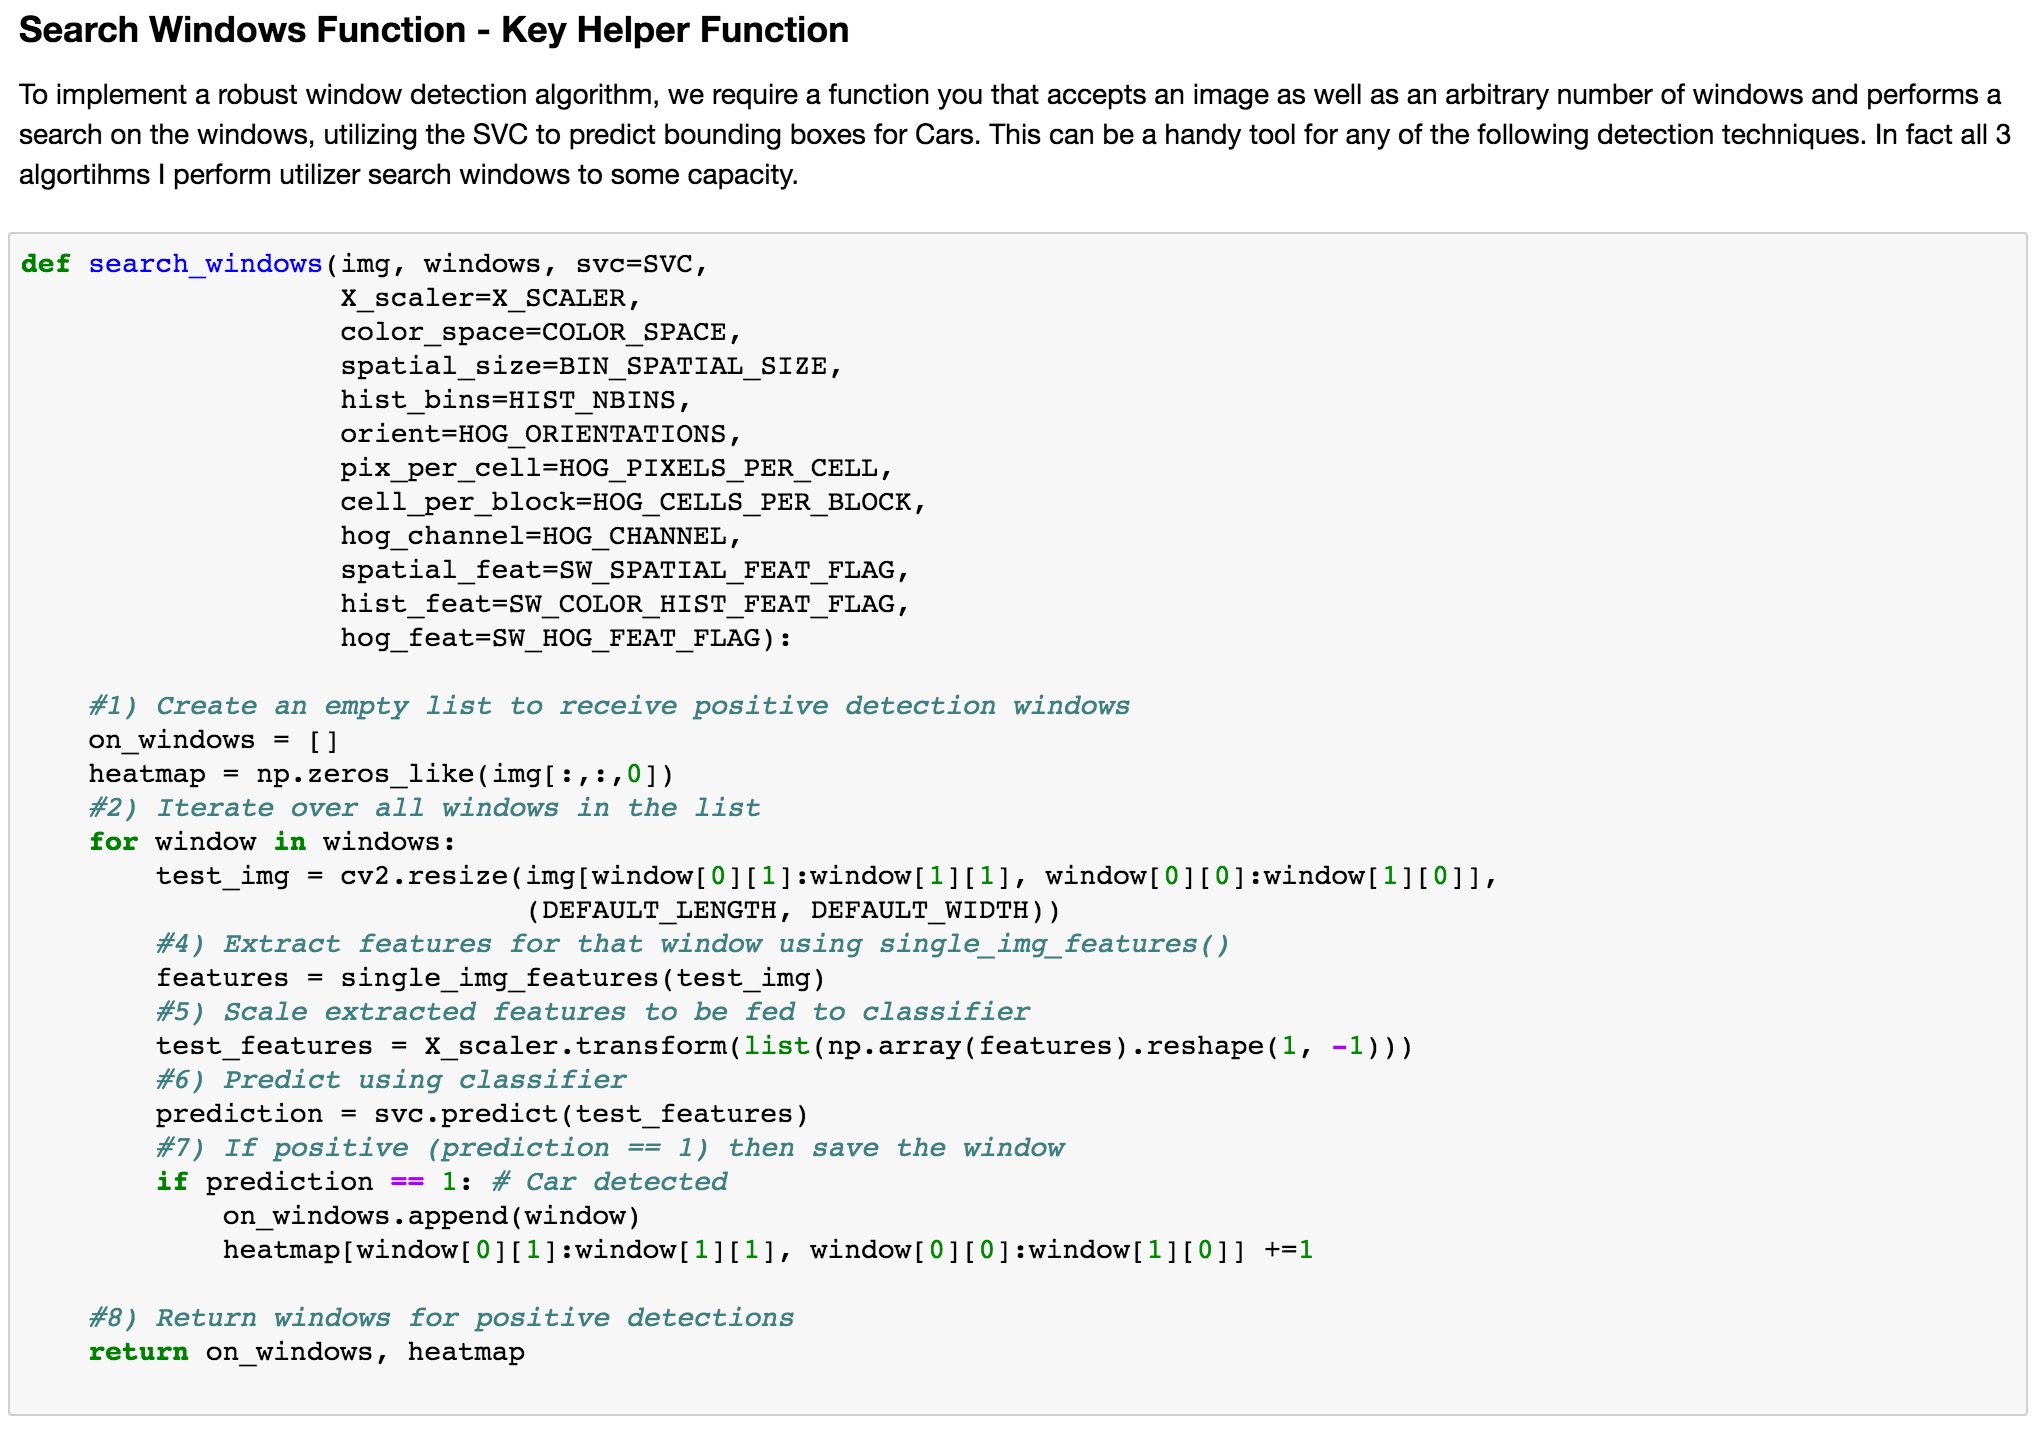 Search Windows Function - Key Helper Function
To implement a robust window detection algorithm, we require a function you that accepts an image as well as an arbitrary number of windows and performs a
search on the windows, utilizing the SVC to predict bounding boxes for Cars. This can be a handy tool for any of the following detection techniques. In fact all 3
algortihms I perform utilizer search windows to some capacity.
def search_windows(img, windows, svc=SVC,
                   X_scaler=X_SCALER,
                   color_space=COLOR_SPACE,
                   spatial_size=BIN_SPATIAL_SIZE,
                   hist_bins=HIST_NBINS,
                   orient=HOG_ORIENTATIONS,
                   pix_per_cell=HOG_PIXELS_PER_CELL,
                   cell_per_block=HOG_CELLS_PER_BLOCK,
                   hog_channel=HOG_CHANNEL,
                   spatial_feat=SW_SPATIAL_FEAT_FLAG,
                   hist_feat=SW_COLOR_HIST_FEAT_FLAG,
                   hog_feat=SW_HOG_FEAT_FLAG):
    #1) Create an empty list to receive positive detection windows
    on_windows = []
    heatmap = np.zeros_like(img[:,:,0])
    #2) Iterate over all windows in the list
    for window in windows:
        test_img = cv2.resize(img[window[0][1]:window[1][1], window[0][0]:window[1][0]],
                              (DEFAULT_LENGTH, DEFAULT_WIDTH))
        #4) Extract features for that window using single_img_features()
        features = single_img_features(test_img)
        #5) Scale extracted features to be fed to classifier
        test_features = X_scaler.transform(list(np.array(features).reshape(1, -1)))
        #6) Predict using classifier
        prediction = svc.predict(test_features)
        #7) If positive (prediction == 1) then save the window
        if prediction == 1: # Car detected
            on_windows.append(window)
            heatmap[window[0][1]:window[1][1], window[0][0]:window[1][0]] +=1
    #8) Return windows for positive detections
    return on_windows, heatmap